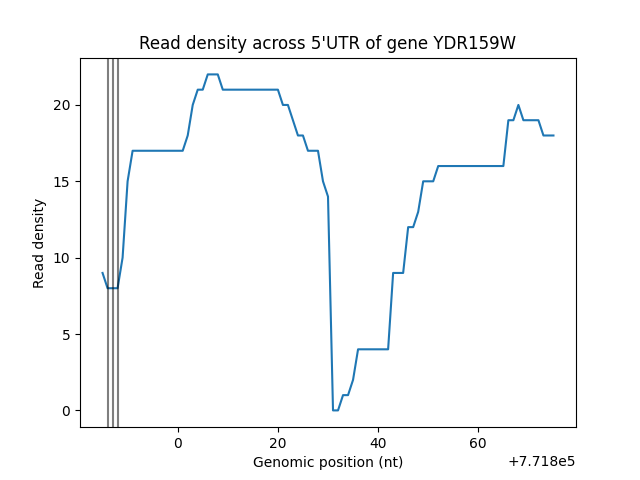 Read density across 5'UTR of gene YDR159W
Read density
20
15
10
5
0
0 20 40 60
Genomic position (nt)
+7.718e5